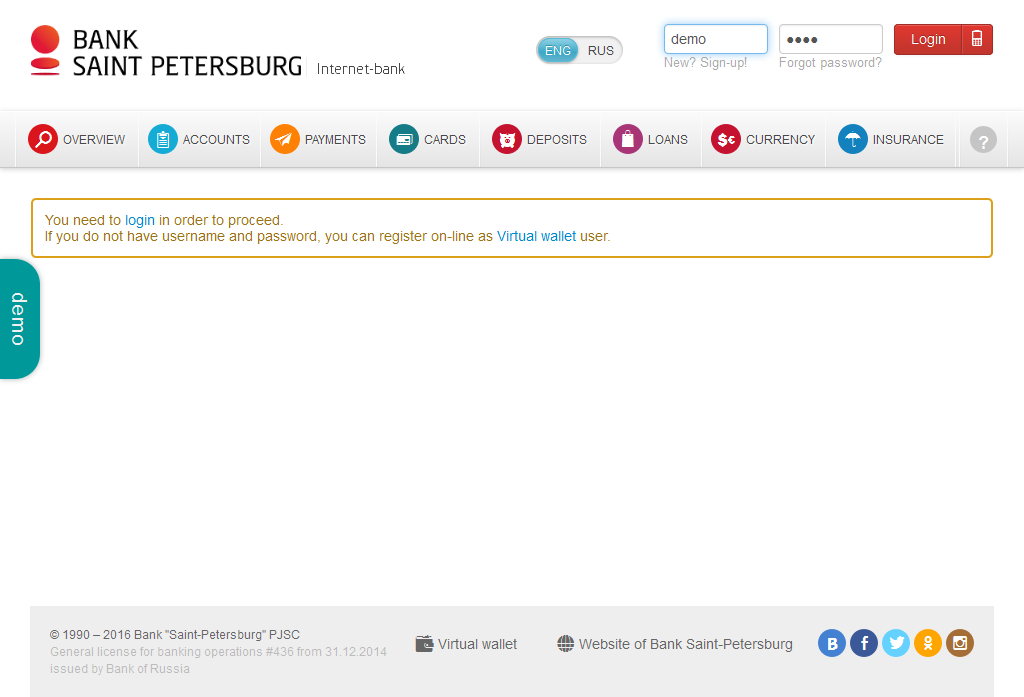 BANK
SAINT PETERSBURG Internet-bank
ENG RUS
demo
••••
Login
New? Sign-up!
Forgot password?
OVERVIEW ACCOUNTS PAYMENTS CARDS DEPOSITS LOANS CURRENCY INSURANCE ?
You need to login in order to proceed.
If you do not have username and password, you can register on-line as Virtual wallet user.
demo
© 1990 – 2016 Bank "Saint-Petersburg" PJSC
General license for banking operations #436 from 31.12.2014
issued by Bank of Russia
Virtual wallet
Website of Bank Saint-Petersburg